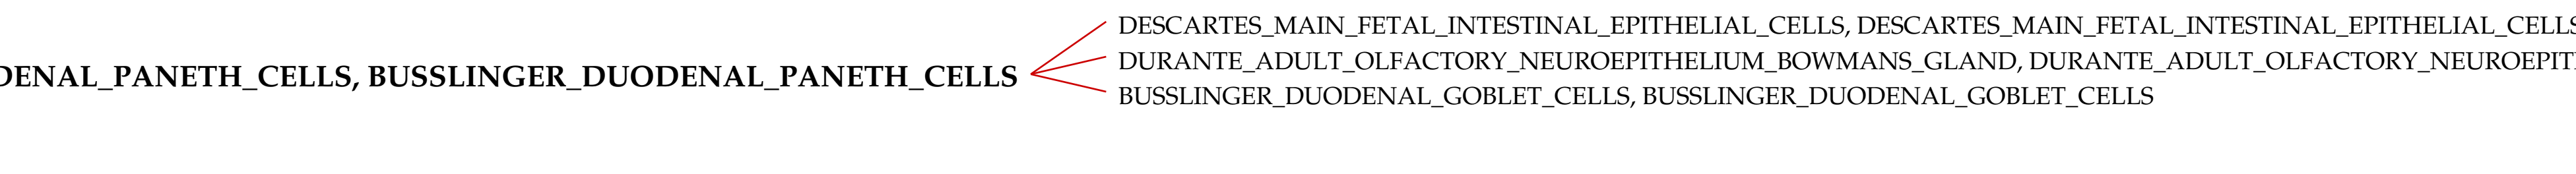 DENAL_PANETH_CELLS, BUSSLINGER_DUODENAL_PANETH_CELLS
DESCARTES_MAIN_FETAL_INTESTINAL_EPITHELIAL_CELLS, DESCARTES_MAIN_FETAL_INTESTINAL_EPITHELIAL_CELLS
DURANTE_ADULT_OLFACTORY_NEUROEPITHELIUM_BOWMANS_GLAND, DURANTE_ADULT_OLFACTORY_NEUROEPITH
BUSSLINGER_DUODENAL_GOBLET_CELLS, BUSSLINGER_DUODENAL_GOBLET_CELLS